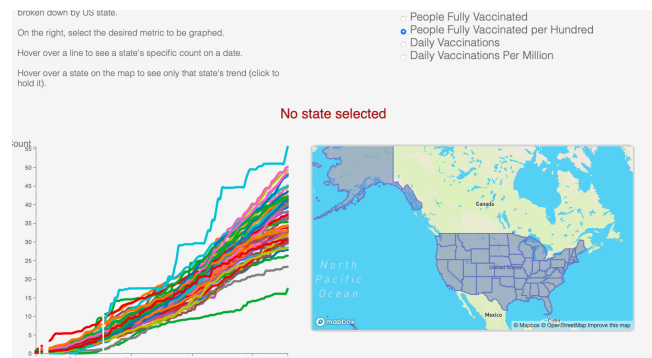 broken down by US state.
On the right, select the desired metric to be graphed.
Hover over a line to see a state's specific count on a date.
Hover over a state on the map to see only that state's trend (click to
hold it).
People Fully Vaccinated
People Fully Vaccinated per Hundred
Daily Vaccinations
Daily Vaccinations Per Million
No state selected
Count
55
50
45
40
35
30
25
20
15
10
5
0
Canada
United States
North
Pacific
Ocean
Mexico
Cuba
mapbox
© Mapbox © OpenStreetMap Improve this map